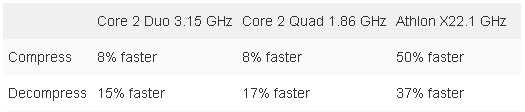 Core 2 Duo 3.15 GHz Core 2 Quad 1.86 GHz Athlon X22.1 GHz
Compress 8% faster 8% faster 50% faster
Decompress 15% faster 17% faster 37% faster